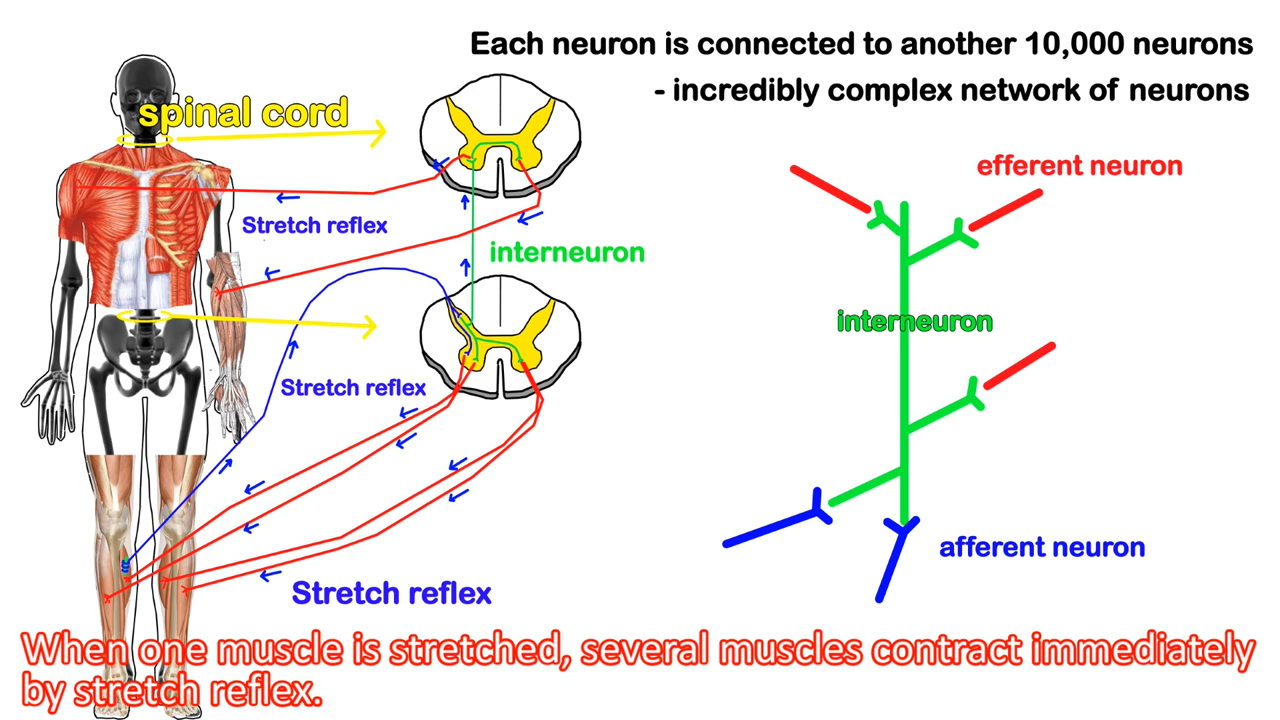 Each neuron is connected to another 10,000 neurons
- incredibly complex network of neurons
spinal cord
efferent neuron
Stretch reflex
interneuron
interneuron
Stretch reflex
afferent neuron
Stretch reflex
When one muscle is stretched, several muscles contract immediately
by stretch reflex.